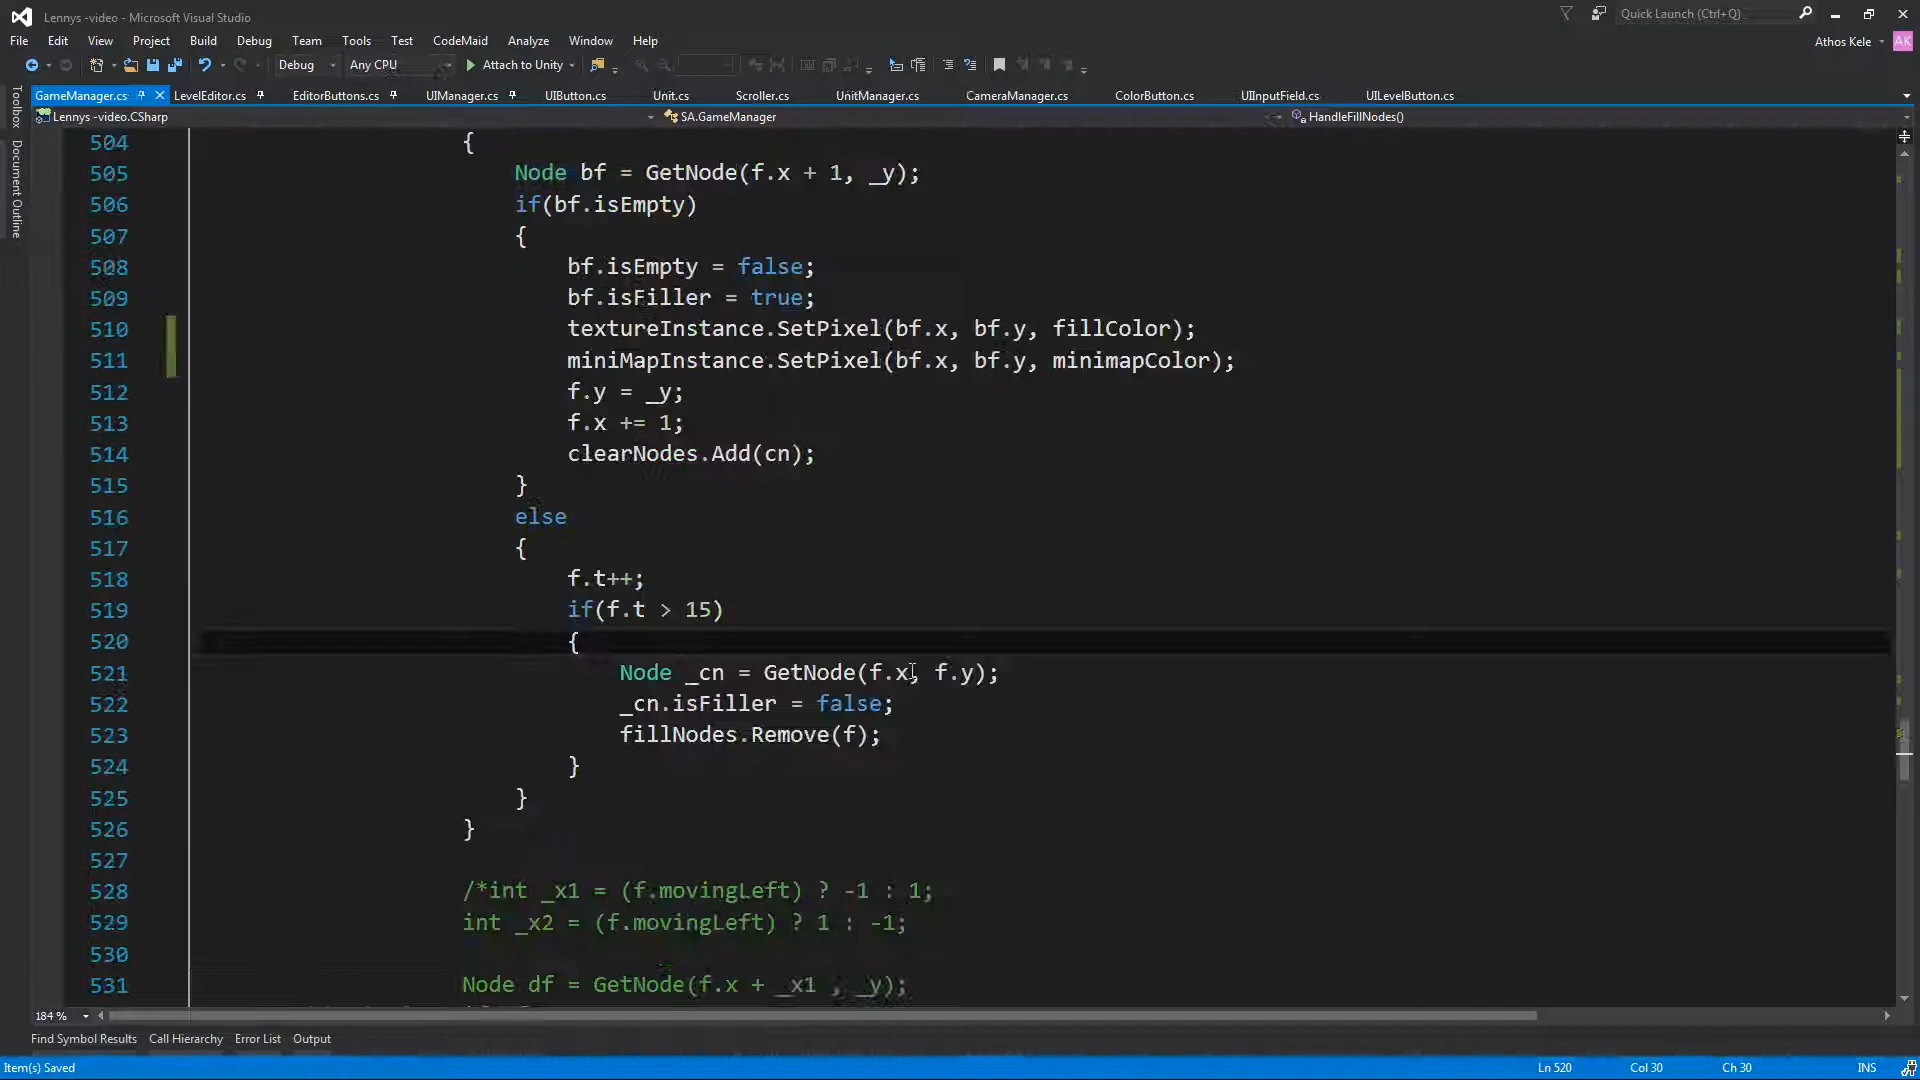 Lennys -video - Microsoft Visual Studio
Quick Launch (Ctrl+Q)
File Edit View Project Build Debug Team Tools Test CodeMaid Analyze Window Help
Athos Kele AK
Debug Any CPU Attach to Unity
GameManager.cs LevelEditor.cs EditorButtons.cs UIManager.cs UIButton.cs Unit.cs Scroller.cs UnitManager.cs CameraManager.cs ColorButton.cs UIInputField.cs UILevelButton.cs
Lennys -video.CSharp SA.GameManager HandleFillNodes()
Toolbox
Document Outline
504 {
505 Node bf = GetNode(f.x + 1, _y);
506 if(bf.isEmpty)
507 {
508 bf.isEmpty = false;
509 bf.isFiller = true;
510 textureInstance.SetPixel(bf.x, bf.y, fillColor);
511 miniMapInstance.SetPixel(bf.x, bf.y, minimapColor);
512 f.y = _y;
513 f.x += 1;
514 clearNodes.Add(cn);
515 }
516 else
517 {
518 f.t++;
519 if(f.t > 15)
520 {
521 Node _cn = GetNode(f.x, f.y);
522 _cn.isFiller = false;
523 fillNodes.Remove(f);
524 }
525 }
526 }
527
528 /*int _x1 = (f.movingLeft) ? -1 : 1;
529 int _x2 = (f.movingLeft) ? 1 : -1;
530
531 Node df = GetNode(f.x + _x1 , _y);
184 %
Find Symbol Results Call Hierarchy Error List Output
Item(s) Saved Ln 520 Col 30 Ch 30 INS